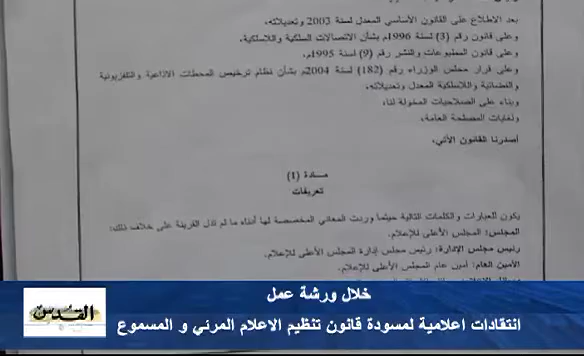 بعد الاطلاع على القانون الأساسي المعدل لسنة 2003 وتعديلاته،
وعلى قانون رقم (3) لسنة 1996م بشأن الاتصالات السلكية واللاسلكية،
وعلى قانون المطبوعات والنشر رقم (9) لسنة 1995م،
وعلى قرار مجلس الوزراء رقم (182) لسنة 2004م بشأن نظام ترخيص المحطات الاذاعية والتلفزيونية
والفضائية واللاسلكية المعدل وتعديلاته،
وبناء على الصلاحيات المخولة لنا،
ولغايات المصلحة العامة،
أصدرنا القانون الآتي،
مـــادة (1)
تعريفات
يكون للعبارات والكلمات التالية حيثما وردت المعاني المخصصة لها أدناه ما لم تدل القرينة على خلاف ذلك:
المجلس: المجلس الأعلى للإعلام.
رئيس مجلس الإدارة: رئيس مجلس إدارة المجلس الأعلى للإعلام.
الأمين العام: أمين عام المجلس الأعلى للإعلام.
خلال ورشة عمل
القدس
انتقادات اعلامية لمسودة قانون تنظيم الاعلام المرئي و المسموع